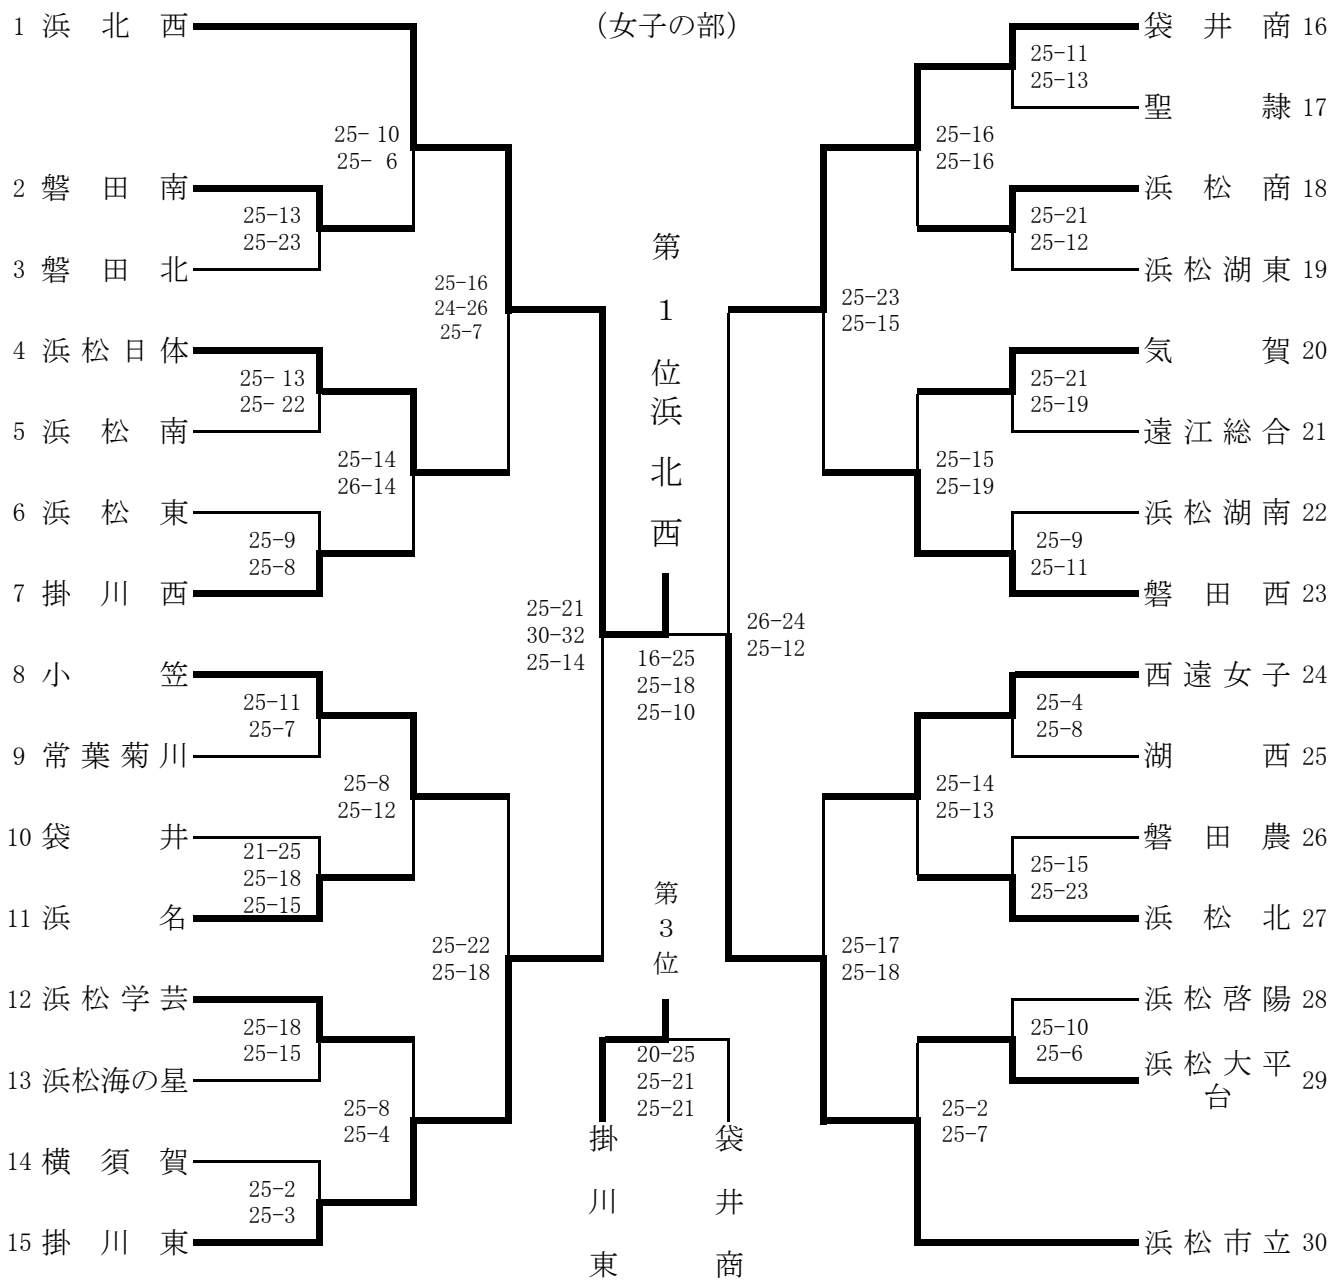 (女子の部)
1 浜北西
25-10
25-6
2 磐田南
25-13
25-23
3 磐田北
25-16
24-26
25-7
4 浜松日体
25-13
25-22
5 浜松南
25-14
26-14
6 浜松東
25-9
25-8
7 掛川西
25-21
30-32
25-14
8 小笠
25-11
25-7
9 常葉菊川
25-8
25-12
10 袋井
21-25
25-18
25-15
11 浜名
25-22
25-18
12 浜松学芸
25-18
25-15
13 浜松海の星
25-8
25-4
14 横須賀
25-2
25-3
15 掛川東
第1位
浜北西
16-25
25-18
25-10
第3位
20-25
25-21
25-21
掛川東
袋井商
袋井商 16
25-11
25-13
聖隷 17
25-16
25-16
浜松商 18
25-21
25-12
浜松湖東 19
25-23
25-15
気賀 20
25-21
25-19
遠江総合 21
25-15
25-19
浜松湖南 22
25-9
25-11
磐田西 23
26-24
25-12
西遠女子 24
25-4
25-8
湖西 25
25-14
25-13
磐田農 26
25-15
25-23
浜松北 27
25-17
25-18
浜松啓陽 28
25-10
25-6
浜松大平
台 29
25-2
25-7
浜松市立 30